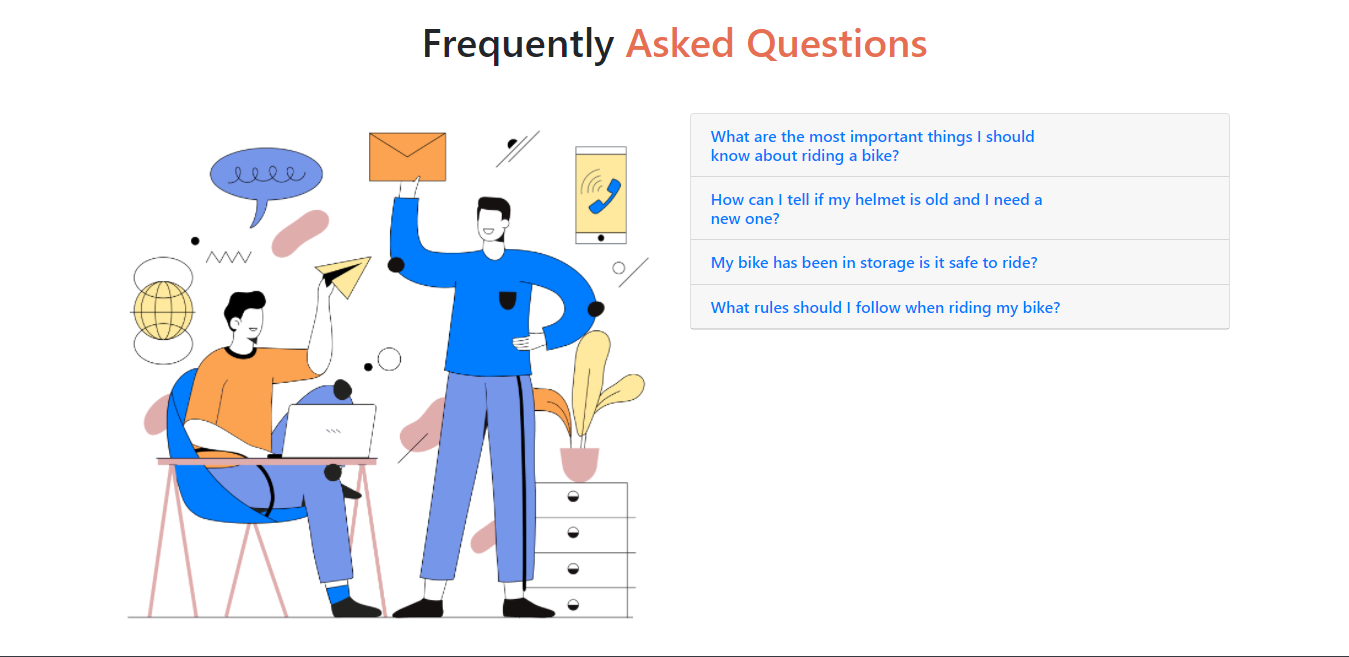 Frequently Asked Questions
What are the most important things I should
know about riding a bike?
How can I tell if my helmet is old and I need a
new one?
My bike has been in storage is it safe to ride?
What rules should I follow when riding my bike?